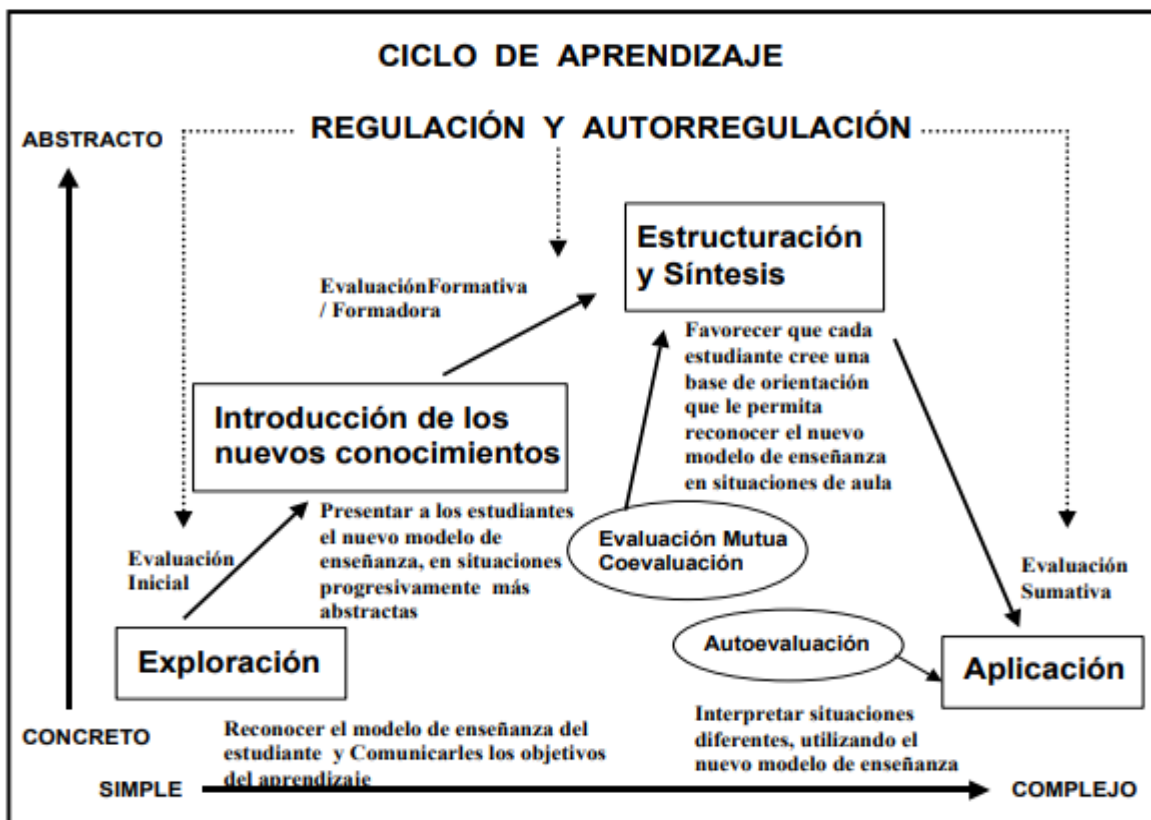 CICLO DE APRENDIZAJE
REGULACIÓN Y AUTORREGULACIÓN
ABSTRACTO
Estructuración
y Síntesis
EvaluaciónFormativa
/ Formadora
Favorecer que cada
estudiante cree una
base de orientación
que le permita
reconocer el nuevo
modelo de enseñanza
en situaciones de aula
Introducción de los
nuevos conocimientos
Presentar a los estudiantes
el nuevo modelo de
enseñanza, en situaciones
progresivamente más
abstractas
Evaluación
Inicial
Evaluación Mutua
Coevaluación
Evaluación
Sumativa
Autoevaluación
Exploración
Aplicación
Reconocer el modelo de enseñanza del
estudiante y Comunicarles los objetivos
del aprendizaje
Interpretar situaciones
diferentes, utilizando el
nuevo modelo de enseñanza
CONCRETO
SIMPLE
COMPLEJO